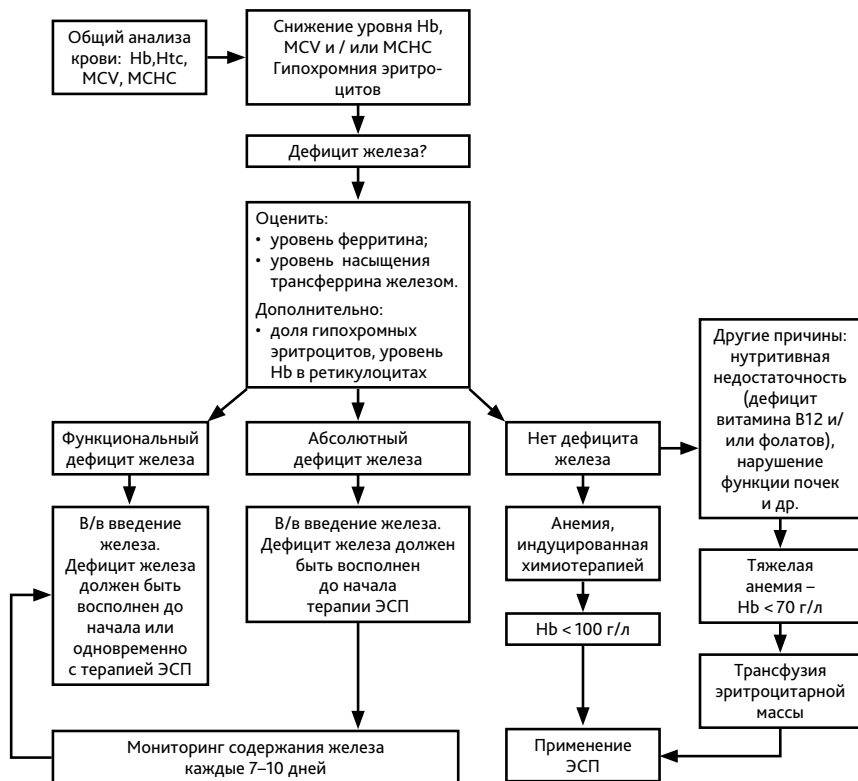 Общий анализ
крови: Hb,Htc,
MCV, MCHC
Снижение уровня Hb,
MCV и / или MCHC
Гипохромния эритро-
цитов
Дефицит железа?
Оценить:
• уровень ферритина;
• уровень насыщения
трансферрина железом.
Дополнительно:
• доля гипохромных
эритроцитов, уровень
Hb в ретикулоцитах
Функциональный
дефицит железа
Абсолютный
дефицит железа
Нет дефицита
железа
Другие причины:
нутритивная
недостаточность
(дефицит
витамина В12 и/
или фолатов),
нарушение
функции почек
и др.
В/в введение
железа.
Дефицит железа
должен быть
восполнен до
начала или
одновременно
с терапией ЭСП
В/в введение железа.
Дефицит железа должен
быть восполнен
до начала
терапии ЭСП
Анемия,
индуцированная
химиотерапией
Hb < 100 г/л
Тяжелая
анемия –
Hb < 70 г/л
Трансфузия
эритроцитарной
массы
Мониторинг содержания железа
каждые 7–10 дней
Применение
ЭСП